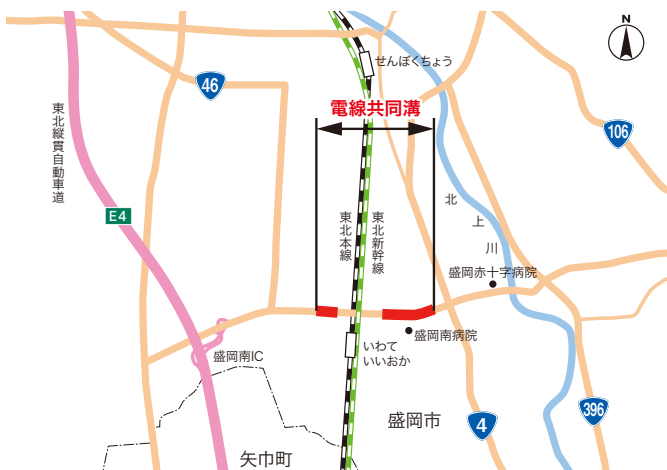 N
せんぼくちょう
46
電線共同溝
106
東北縦貫自動車道
E4
東北本線
東北新幹線
北上川
盛岡赤十字病院
盛岡南病院
いわて
いいおか
盛岡南IC
盛岡市
4
396
矢巾町